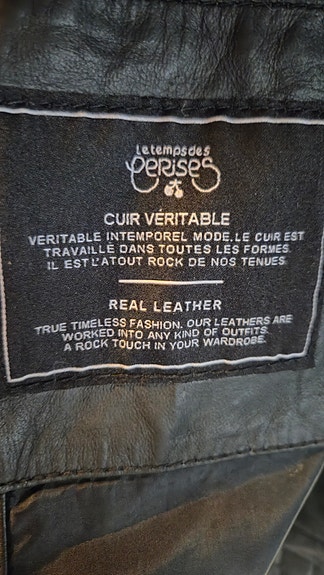 Le temps des
CERISES
CUIR VÉRITABLE
VERITABLE INTEMPOREL MODE.LE CUIR EST
TRAVAILLE DANS TOUTES LES FORMES.
IL EST L'ATOUT ROCK DE NOS TENUES.
REAL LEATHER
TRUE TIMELESS FASHION. OUR LEATHERS ARE
WORKED INTO ANY KIND OF OUTFITS.
A ROCK TOUCH IN YOUR WARDROBE.